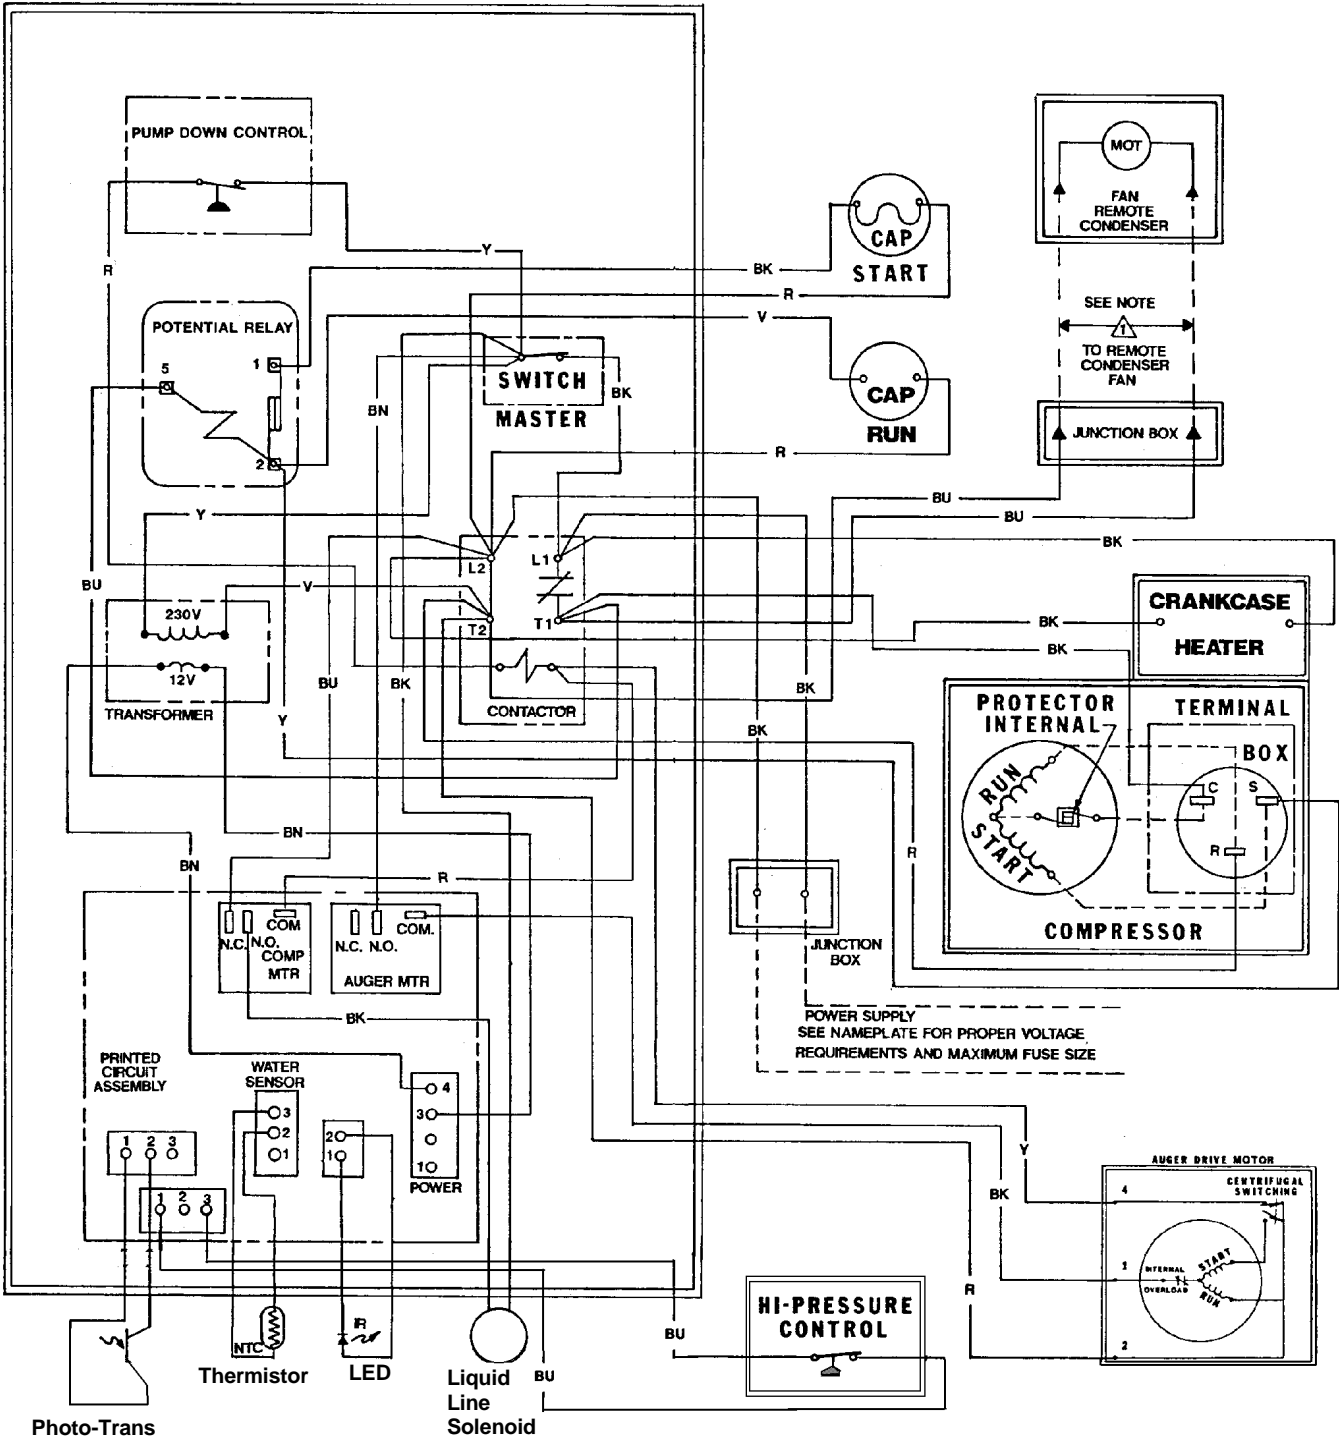 PUMP DOWN CONTROL
R
Y
POTENTIAL RELAY
1
5
2
BK
R
V
CAP
START
CAP
RUN
R
SWITCH
MASTER
BK
BN
MOT
FAN
REMOTE
CONDENSER
SEE NOTE
1
TO REMOTE
CONDENSER
FAN
JUNCTION BOX
BU
BU
BK
Y
BU
V
L2
L1
T2
T1
CONTACTOR
230V
12V
TRANSFORMER
BU
BK
Y
BK
BK
BK
BK
CRANKCASE
HEATER
PROTECTOR
INTERNAL
TERMINAL
BOX
RUN
START
C
S
R
COMPRESSOR
R
BN
BN
R
N.C.
N.O.
COM
COMP
MTR
N.C.
N.O.
COM.
AUGER MTR
BK
JUNCTION
BOX
POWER SUPPLY
SEE NAMEPLATE FOR PROPER VOLTAGE
REQUIREMENTS AND MAXIMUM FUSE SIZE
PRINTED
CIRCUIT
ASSEMBLY
WATER
SENSOR
3
2
1
2
1
4
3
1
POWER
1 2 3
1 2 3
Y
BK
R
AUGER DRIVE MOTOR
CENTRIFUGAL
SWITCHING
4
1
2
INTERNAL
OVERLOAD
START
RUN
HI-PRESSURE
CONTROL
BU
BU
NTC
IR
Thermistor
LED
Liquid
Line
Solenoid
Photo-Trans